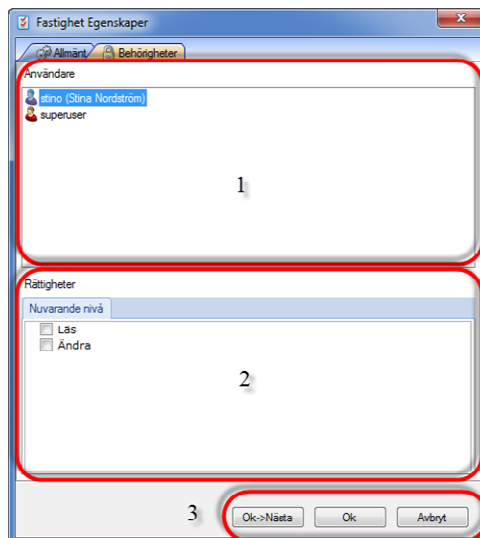 Fastighet Egenskaper
Allmänt Behörigheter
Användare
stino (Stina Nordström)
superuser
1
Rättigheter
Nuvarande nivå
Läs
Ändra
2
3 Ok->Nästa Ok Avbryt